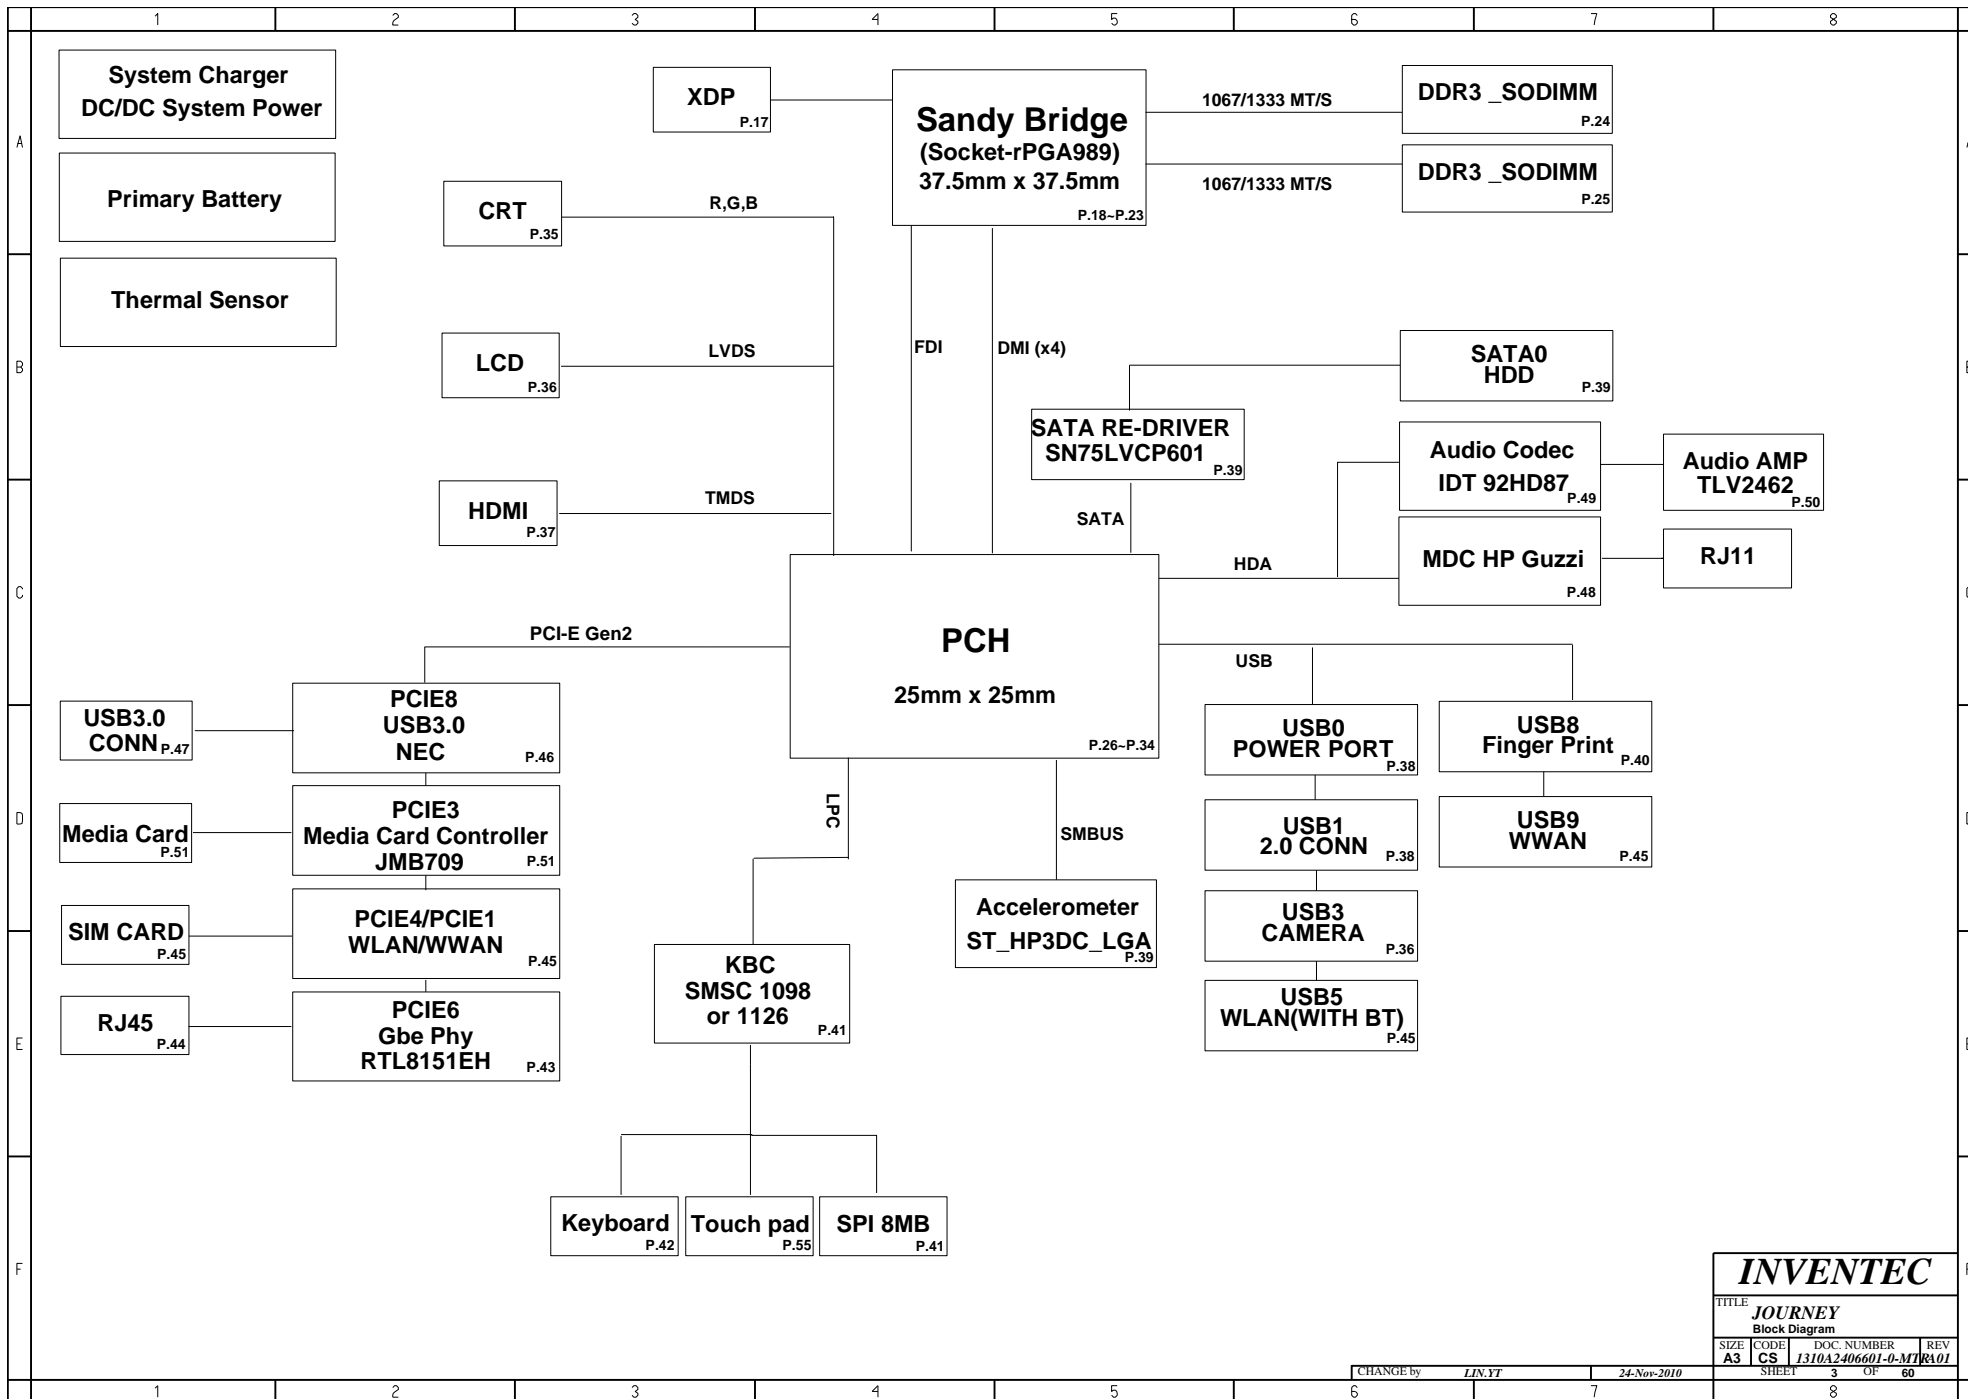 1 2 3 4 5 6 7 8
System Charger
DC/DC System Power
Primary Battery
Thermal Sensor
XDP
P.17
Sandy Bridge
(Socket-rPGA989)
37.5mm x 37.5mm
P.18~P.23
1067/1333 MT/S
DDR3 _SODIMM
P.24
1067/1333 MT/S
DDR3 _SODIMM
P.25
A
CRT
P.35
R,G,B
LCD
P.36
LVDS
HDMI
P.37
TMDS
FDI
DMI (x4)
B
SATA0
HDD
P.39
SATA RE-DRIVER
SN75LVCP601
P.39
SATA
Audio Codec
IDT 92HD87
P.49
Audio AMP
TLV2462
P.50
HDA
MDC HP Guzzi
P.48
RJ11
C
PCH
25mm x 25mm
P.26~P.34
PCI-E Gen2
USB
USB3.0
CONN
P.47
PCIE8
USB3.0
NEC
P.46
Media Card
P.51
PCIE3
Media Card Controller
JMB709
P.51
SIM CARD
P.45
PCIE4/PCIE1
WLAN/WWAN
P.45
RJ45
P.44
PCIE6
Gbe Phy
RTL8151EH
P.43
D
LPC
SMBUS
KBC
SMSC 1098
or 1126
P.41
Accelerometer
ST_HP3DC_LGA
P.39
USB0
POWER PORT
P.38
USB1
2.0 CONN
P.38
USB3
CAMERA
P.36
USB5
WLAN(WITH BT)
P.45
USB8
Finger Print
P.40
USB9
WWAN
P.45
E
Keyboard
P.42
Touch pad
P.55
SPI 8MB
P.41
F
INVENTEC
TITLE
JOURNEY
Block Diagram
SIZE CODE DOC. NUMBER REV
A3 CS 1310A2406601-0-MTR A01
CHANGE by LIN.YT 24-Nov-2010 SHEET 3 OF 60
1 2 3 4 5 6 7 8